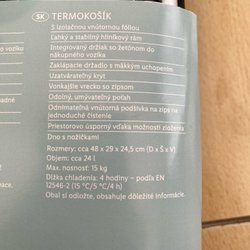 SK TERMOKOŠÍK
S izolačnou vnútornou fóliou
Ľahký a stabilný hliníkový rám
Integrovaný držiak so žetónom do
nákupného vozíka
Zaklápacie držadlo s mäkkým uchopením
Uzatvárateľný kryt
Vonkajšie vrecko so zipsom
Odolný, umývateľný poťah
Odnímateľná vnútorná podšívka na zips na
jednoduché čistenie
Priestorovo úsporný vďaka možnosti zloženia
Dno s nožičkami
Rozmery: cca 48 x 29 x 24,5 cm (D x Š x V)
Objem: cca 24 l
Max. nosnosť: 15 kg
Dĺžka chladenia: 4 hodiny – podľa EN
12546-2 (15 °C/5 °C/4 h)
Obal si odložte, obsahuje dôležité informácie.